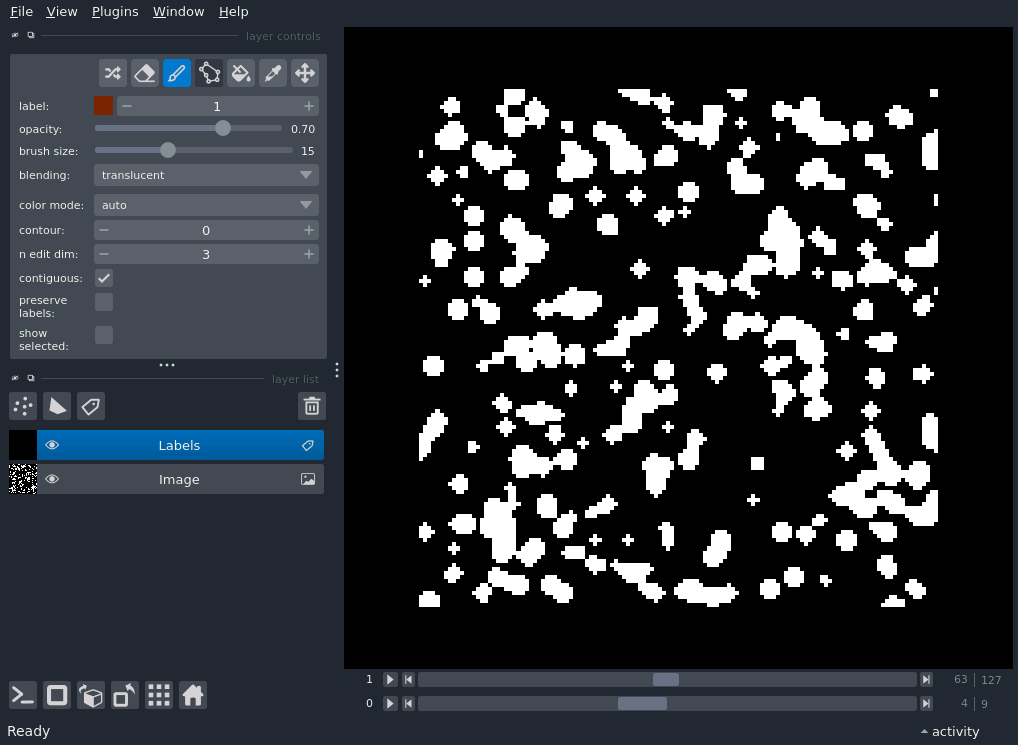 File View Plugins Window Help
layer controls
label: 1
opacity: 0.70
brush size: 15
blending: translucent
color mode: auto
contour: 0
n edit dim: 3
contiguous:
preserve
labels:
show
selected:
layer list
Labels
Image
1 63 127
0 4 9
Ready activity